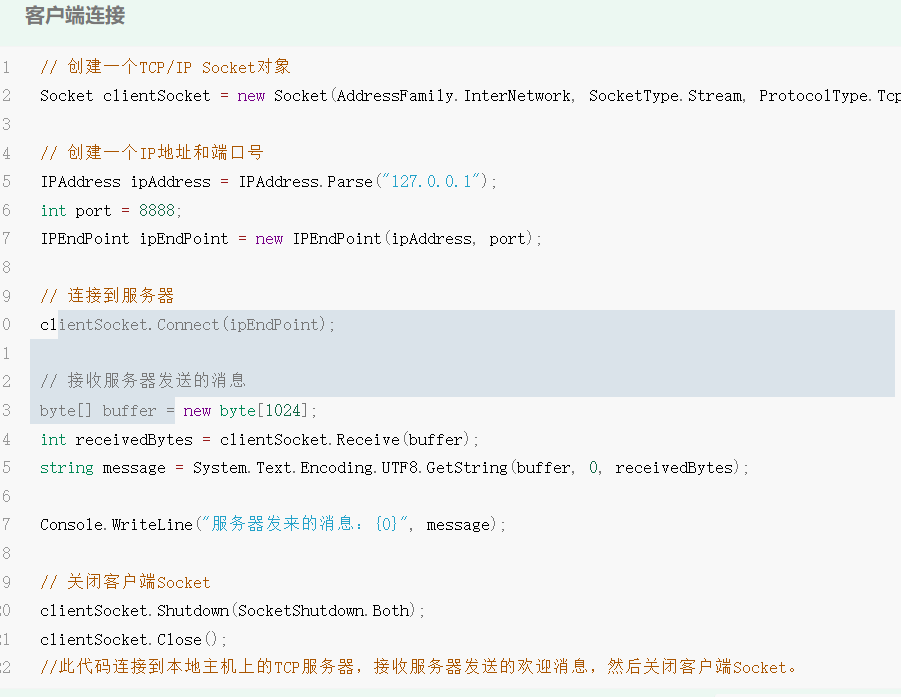 客户端连接
1 // 创建一个TCP/IP Socket对象
2 Socket clientSocket = new Socket(AddressFamily.InterNetwork, SocketType.Stream, ProtocolType.Tcp
3
4 // 创建一个IP地址和端口号
5 IPAddress ipAddress = IPAddress.Parse("127.0.0.1");
6 int port = 8888;
7 IPEndPoint ipEndPoint = new IPEndPoint(ipAddress, port);
8
9 // 连接到服务器
0 clientSocket.Connect(ipEndPoint);
1
2 // 接收服务器发送的消息
3 byte[] buffer = new byte[1024];
4 int receivedBytes = clientSocket.Receive(buffer);
5 string message = System.Text.Encoding.UTF8.GetString(buffer, 0, receivedBytes);
6
7 Console.WriteLine("服务器发来的消息：{0}", message);
8
9 // 关闭客户端Socket
0 clientSocket.Shutdown(SocketShutdown.Both);
1 clientSocket.Close();
2 //此代码连接到本地主机上的TCP服务器，接收服务器发送的欢迎消息，然后关闭客户端Socket。